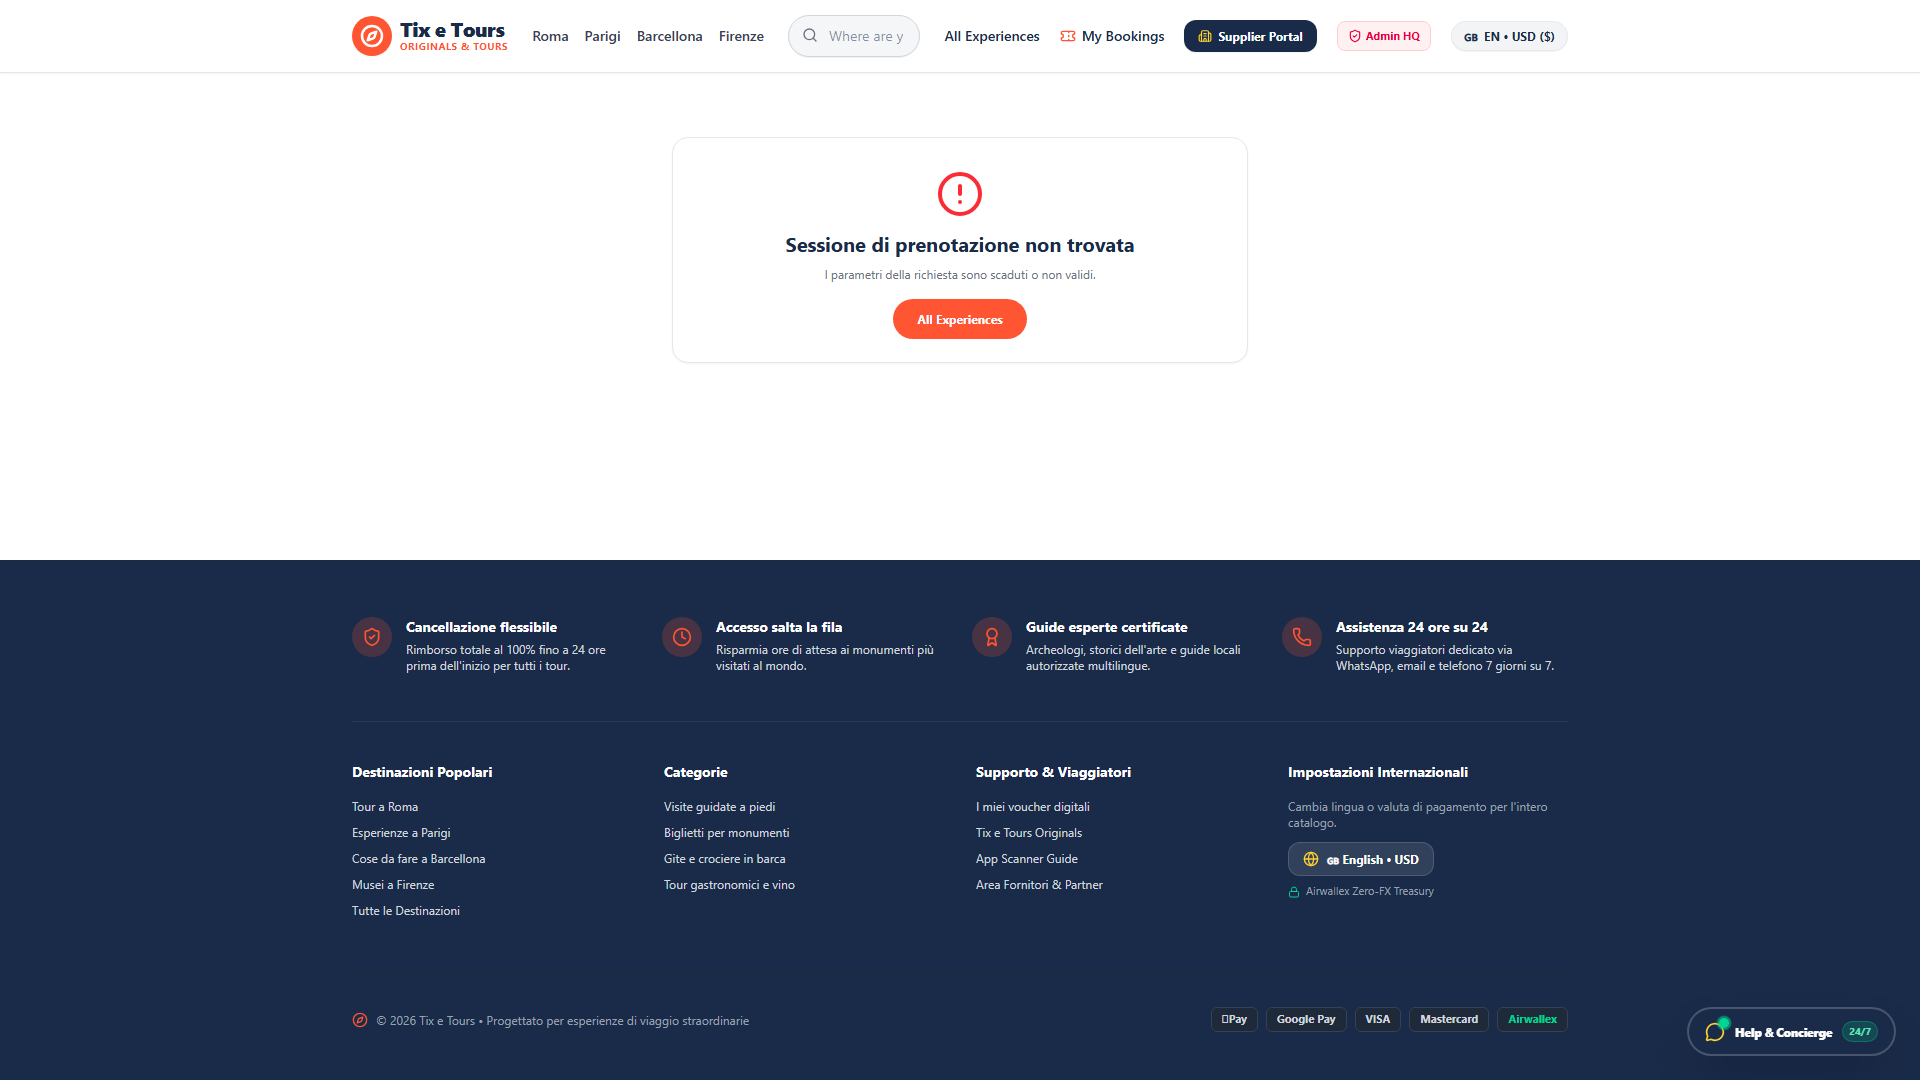 Tix e Tours
ORIGINALS & TOURS
Roma
Parigi
Barcellona
Firenze
Where are y
All Experiences
My Bookings
Supplier Portal
Admin HQ
GB EN • USD ($)
Sessione di prenotazione non trovata
I parametri della richiesta sono scaduti o non validi.
All Experiences
Cancellazione flessibile
Rimborso totale al 100% fino a 24 ore
prima dell'inizio per tutti i tour.
Accesso salta la fila
Risparmia ore di attesa ai monumenti più
visitati al mondo.
Guide esperte certificate
Archeologi, storici dell'arte e guide locali
autorizzate multilingue.
Assistenza 24 ore su 24
Supporto viaggiatori dedicato via
WhatsApp, email e telefono 7 giorni su 7.
Destinazioni Popolari
Tour a Roma
Esperienze a Parigi
Cose da fare a Barcellona
Musei a Firenze
Tutte le Destinazioni
Categorie
Visite guidate a piedi
Biglietti per monumenti
Gite e crociere in barca
Tour gastronomici e vino
Supporto & Viaggiatori
I miei voucher digitali
Tix e Tours Originals
App Scanner Guide
Area Fornitori & Partner
Impostazioni Internazionali
Cambia lingua o valuta di pagamento per l'intero
catalogo.
GB English • USD
Airwallex Zero-FX Treasury
© 2026 Tix e Tours • Progettato per esperienze di viaggio straordinarie
Pay
Google Pay
VISA
Mastercard
Airwallex
Help & Concierge
24/7